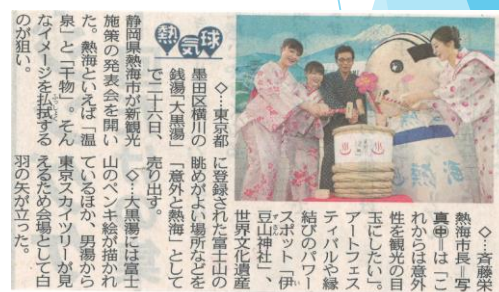 熱気球
◇…東京都
墨田区横川の
銭湯「大黒湯」
で二十六日、
静岡県熱海市が新観光
施策の発表会を開い
た。熱海といえば「温
泉」と「干物」。そん
なイメージを払拭する
のが狙い。
◇…斉藤栄
熱海市長=写
真㊥=は「こ
れからは意外
性を観光の目
玉にしたい」。
アートフェス
ティバルや縁
結びのパワー
スポット「伊
豆山神社」、
世界文化遺産
に登録された富士山の
眺めがよい場所などを
「意外と熱海」として
売り出す。
◇…大黒湯には富士
山のペンキ絵が描かれ
ているほか、男湯から
東京スカイツリーが見
えるため会場として白
羽の矢が立った。